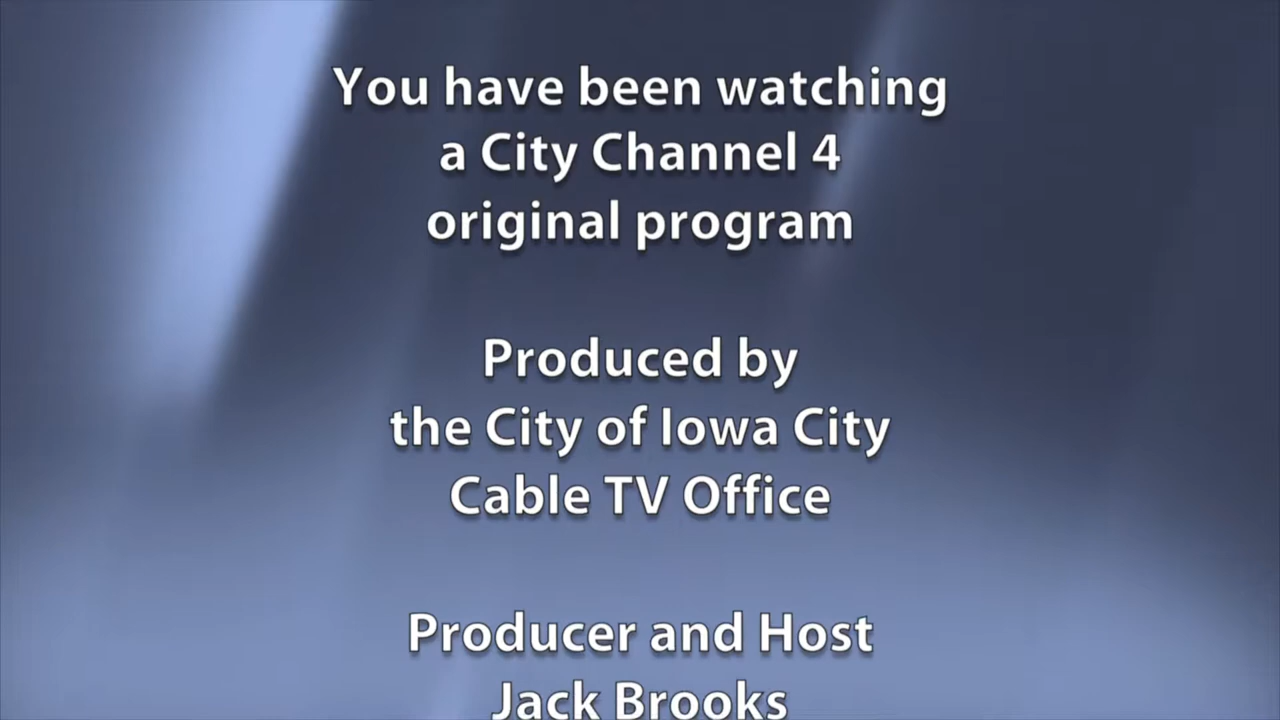 You have been watching
a City Channel 4
original program
Produced by
the City of Iowa City
Cable TV Office
Producer and Host
Jack Brooks